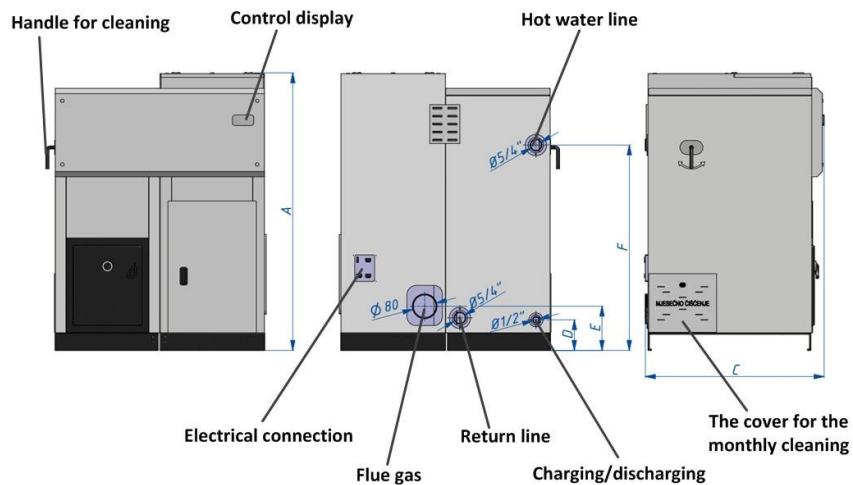 Handle for cleaning
Control display
Hot water line
A
Ø5/4"
F
Ø80
Ø5/4"
Ø1/2"
D
E
MJESEČNO ČIŠĆENJE
C
Electrical connection
Return line
Flue gas
Charging/discharging
The cover for the
monthly cleaning